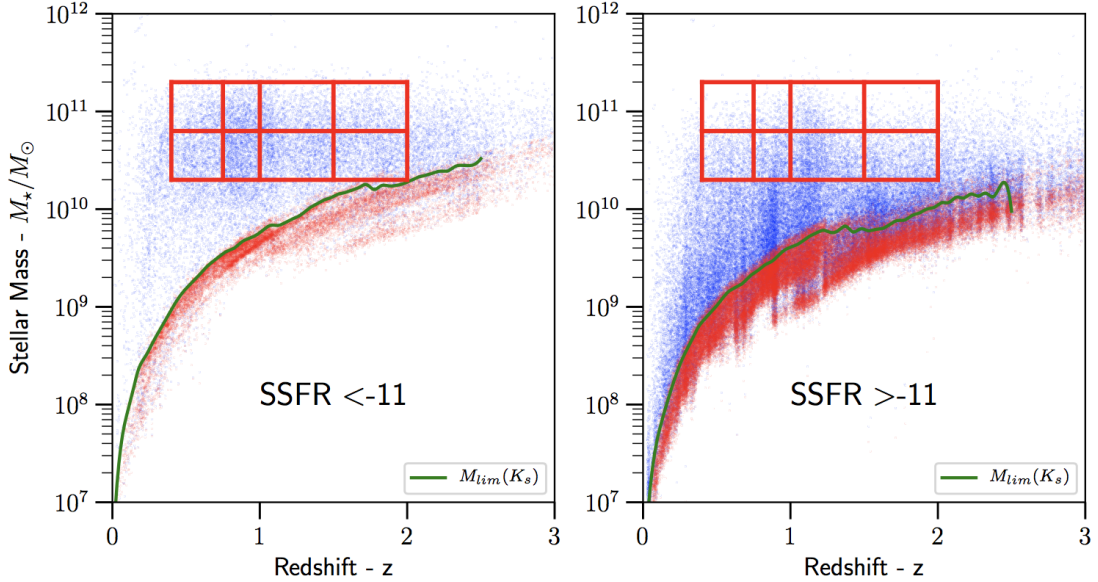 10^12
10^11
10^10
10^9
10^8
10^7
Stellar Mass - M⋆/M⊙
SSFR <-11
M_lim(K_s)
0 1 2 3
Redshift - z
10^12
10^11
10^10
10^9
10^8
10^7
SSFR >-11
M_lim(K_s)
0 1 2 3
Redshift - z